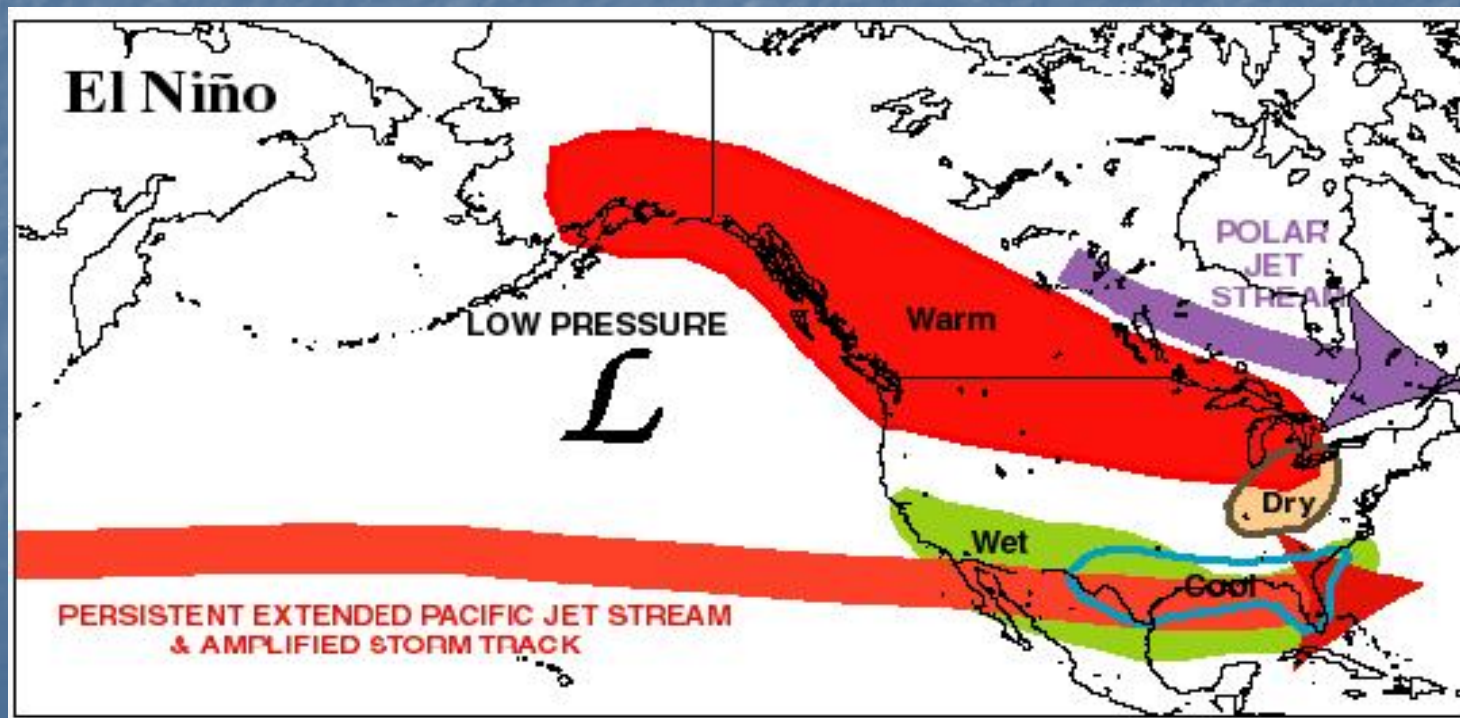 El Niño
POLAR
JET
STREAM
Warm
LOW PRESSURE
L
Dry
Wet
Cool
PERSISTENT EXTENDED PACIFIC JET STREAM
& AMPLIFIED STORM TRACK